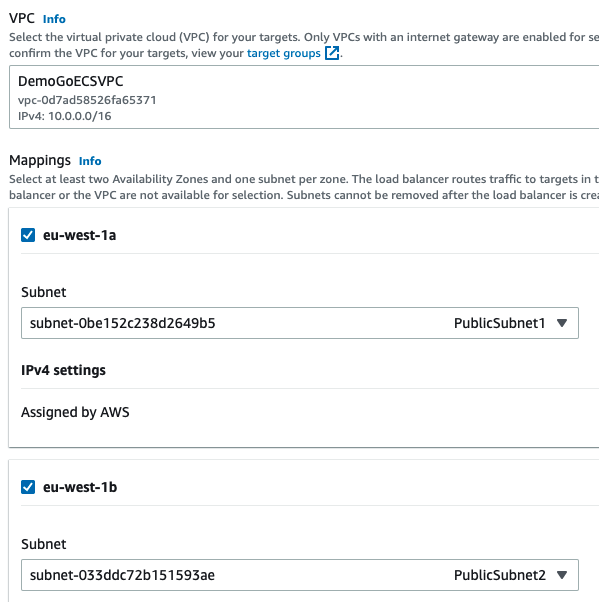 VPC Info
Select the virtual private cloud (VPC) for your targets. Only VPCs with an internet gateway are enabled for se
confirm the VPC for your targets, view your target groups.
DemoGoECSVPC
vpc-0d7ad58526fa65371
IPv4: 10.0.0.0/16
Mappings Info
Select at least two Availability Zones and one subnet per zone. The load balancer routes traffic to targets in t
balancer or the VPC are not available for selection. Subnets cannot be removed after the load balancer is crea
eu-west-1a
Subnet
subnet-0be152c238d2649b5 PublicSubnet1
IPv4 settings
Assigned by AWS
eu-west-1b
Subnet
subnet-033ddc72b151593ae PublicSubnet2